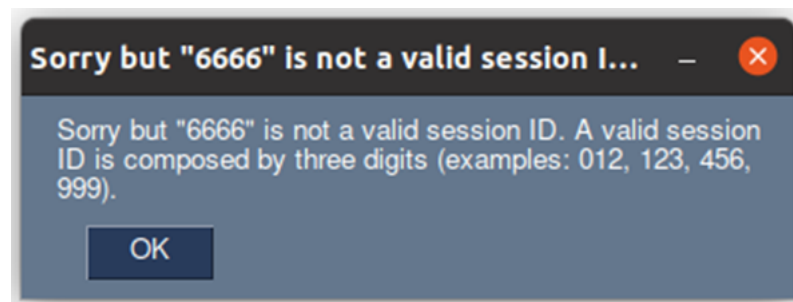 Sorry but "6666" is not a valid session I...
Sorry but "6666" is not a valid session ID. A valid session
ID is composed by three digits (examples: 012, 123, 456,
999).
OK